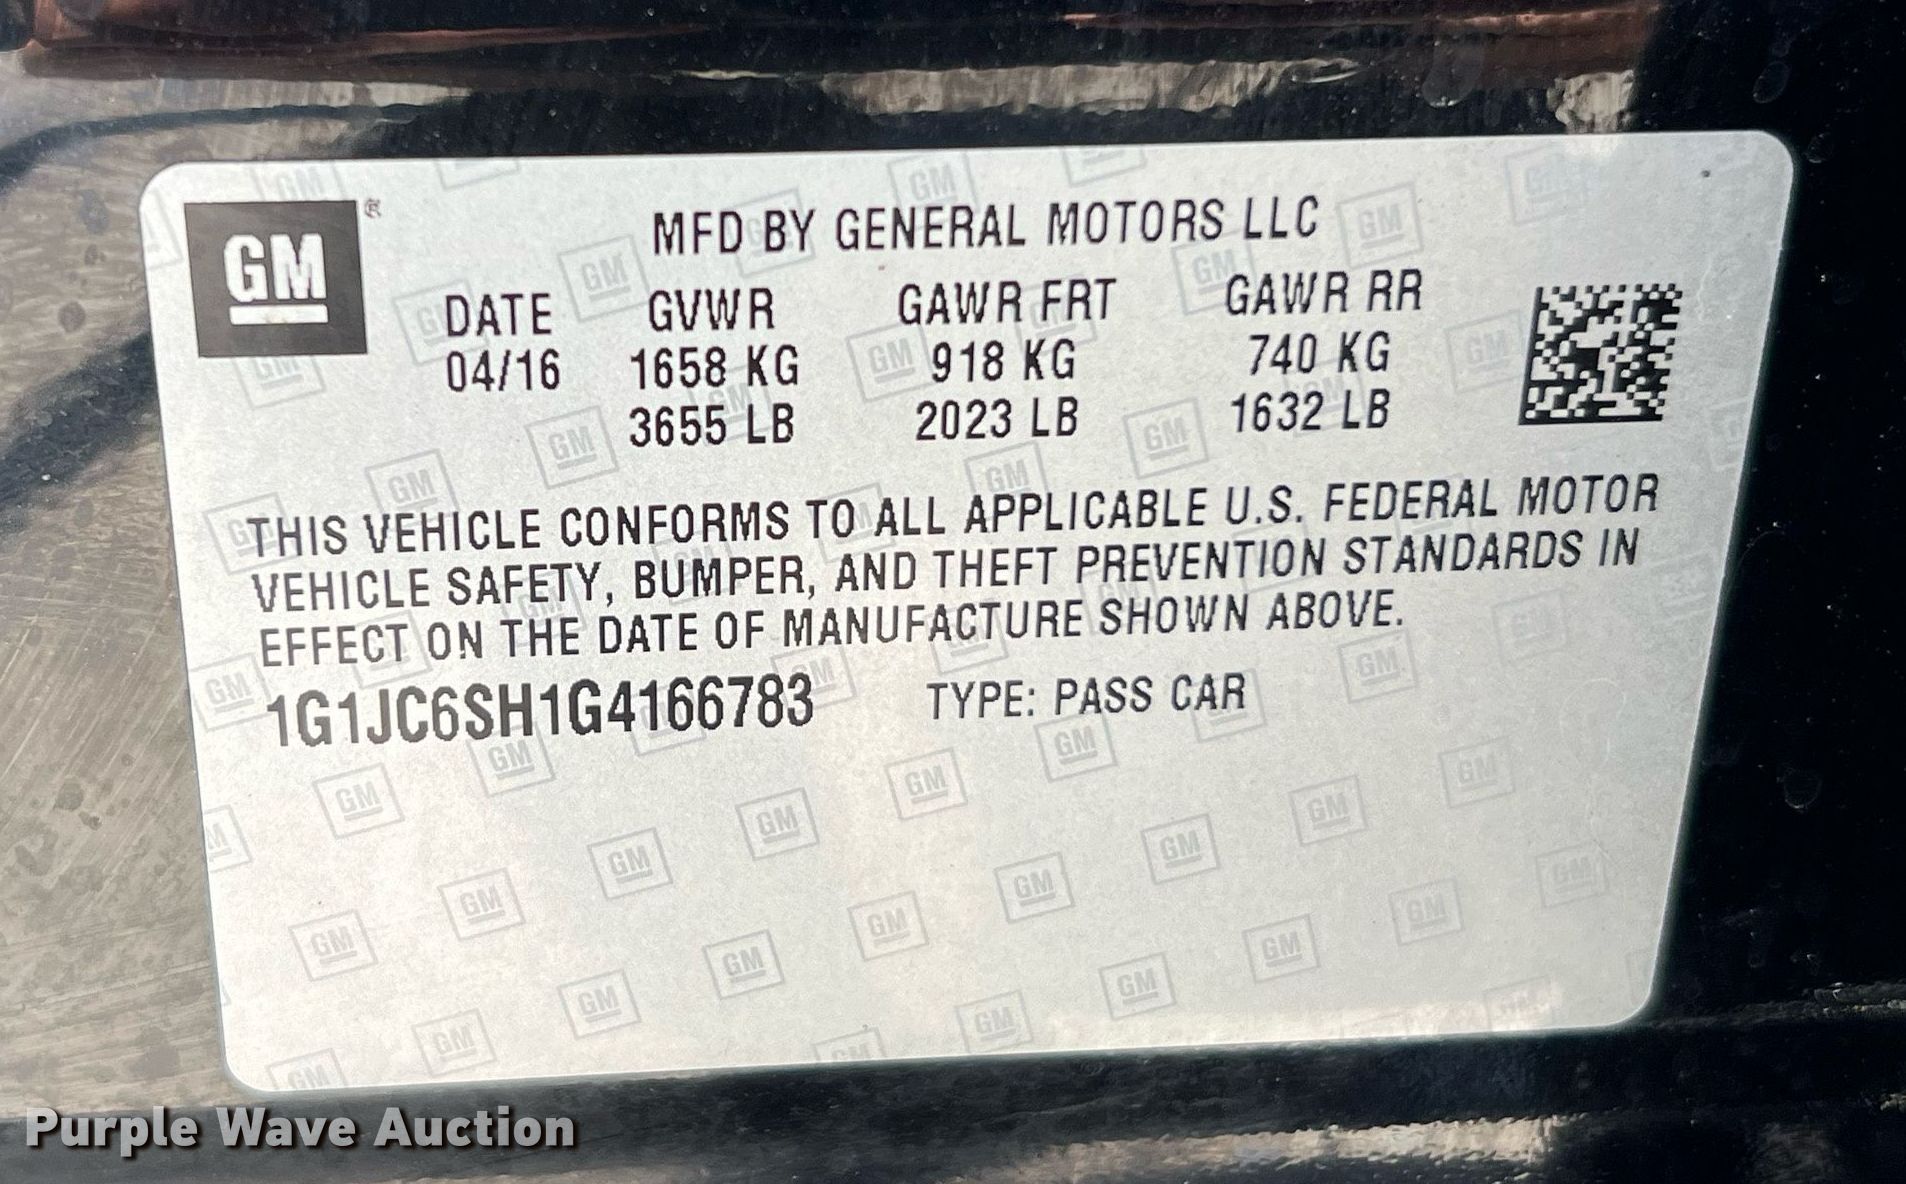 GM ®
MFD BY GENERAL MOTORS LLC
DATE GVWR GAWR FRT GAWR RR
04/16 1658 KG 918 KG 740 KG
3655 LB 2023 LB 1632 LB
THIS VEHICLE CONFORMS TO ALL APPLICABLE U.S. FEDERAL MOTOR
VEHICLE SAFETY, BUMPER, AND THEFT PREVENTION STANDARDS IN
EFFECT ON THE DATE OF MANUFACTURE SHOWN ABOVE.
1G1JC6SH1G4166783 TYPE: PASS CAR
Purple Wave Auction